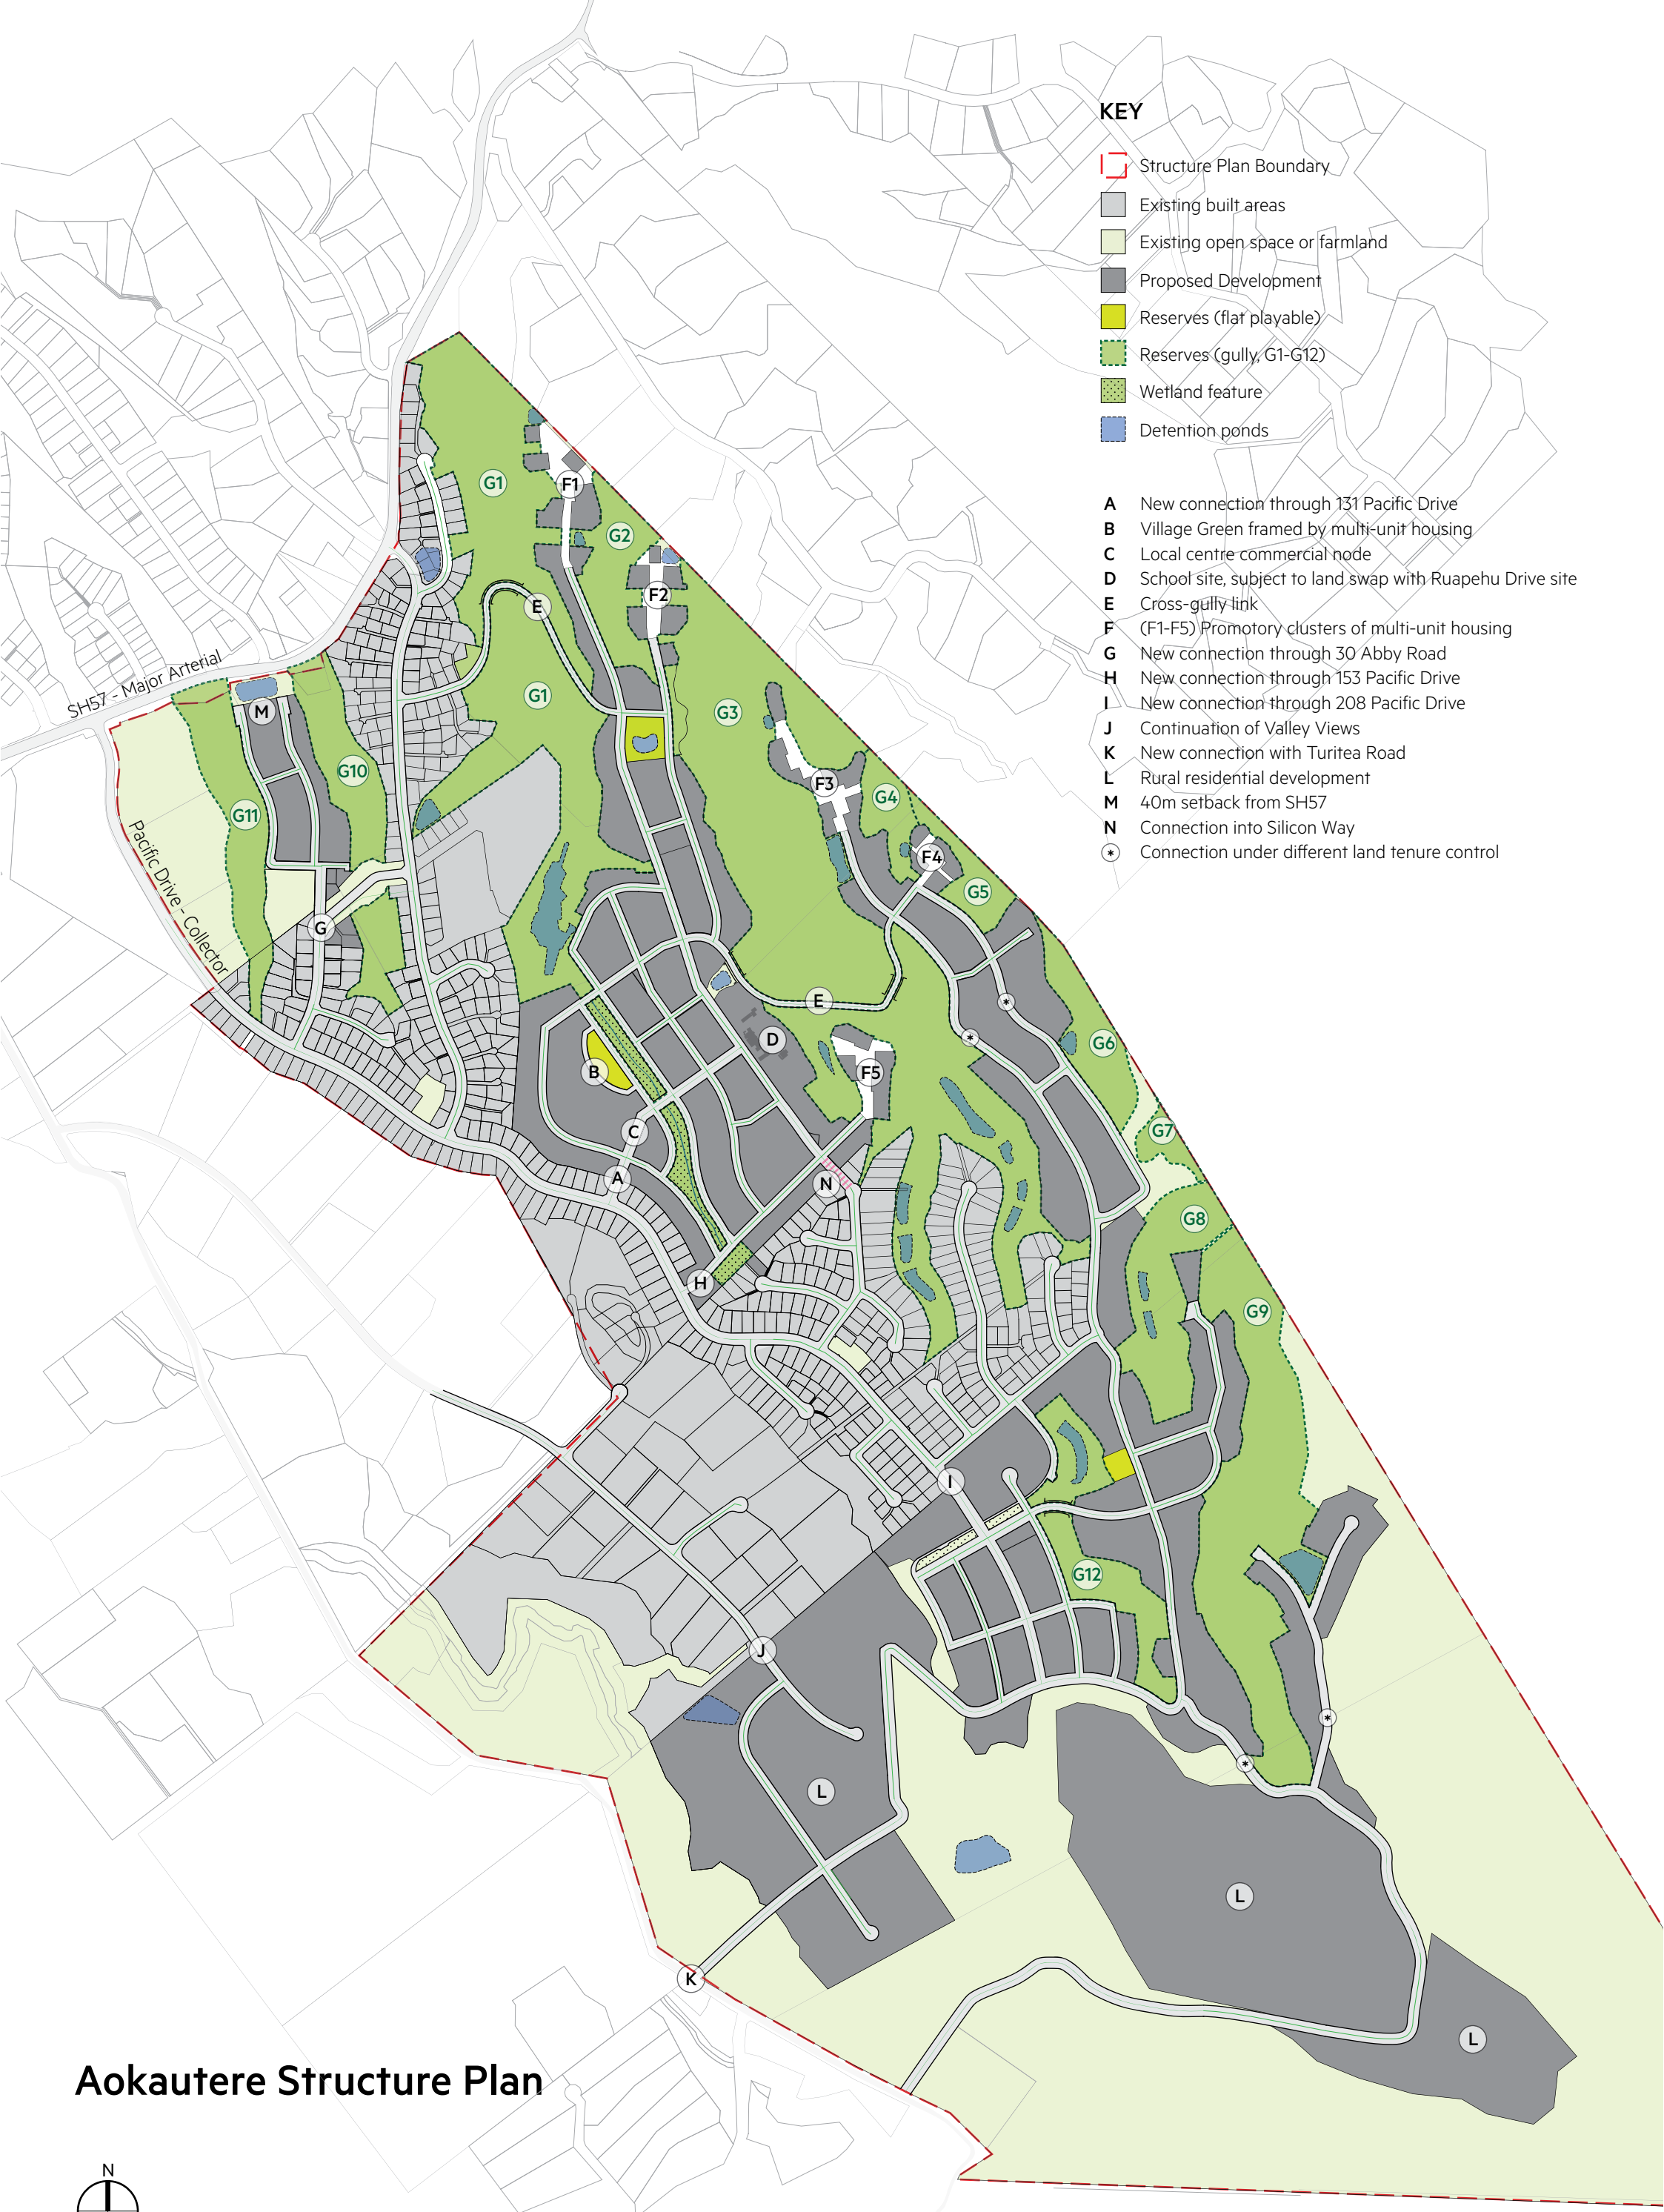 KEY
Structure Plan Boundary
Existing built areas
Existing open space or farmland
Proposed Development
Reserves (flat playable)
Reserves (gully, G1-G12)
Wetland feature
Detention ponds
A New connection through 131 Pacific Drive
B Village Green framed by multi-unit housing
C Local centre commercial node
D School site, subject to land swap with Ruapehu Drive site
E Cross-gully link
F (F1-F5) Promotory clusters of multi-unit housing
G New connection through 30 Abby Road
H New connection through 153 Pacific Drive
I New connection through 208 Pacific Drive
J Continuation of Valley Views
K New connection with Turitea Road
L Rural residential development
M 40m setback from SH57
N Connection into Silicon Way
* Connection under different land tenure control
G1
F1
G2
F2
E
SH57 - Major Arterial
M
G1
G3
G10
F3
G4
G11
Pacific Drive - Collector
F4
G5
G
E
*
D
*
G6
B
F5
C
G7
A
N
G8
H
G9
I
G12
J
*
*
L
L
K
L
Aokautere Structure Plan
N